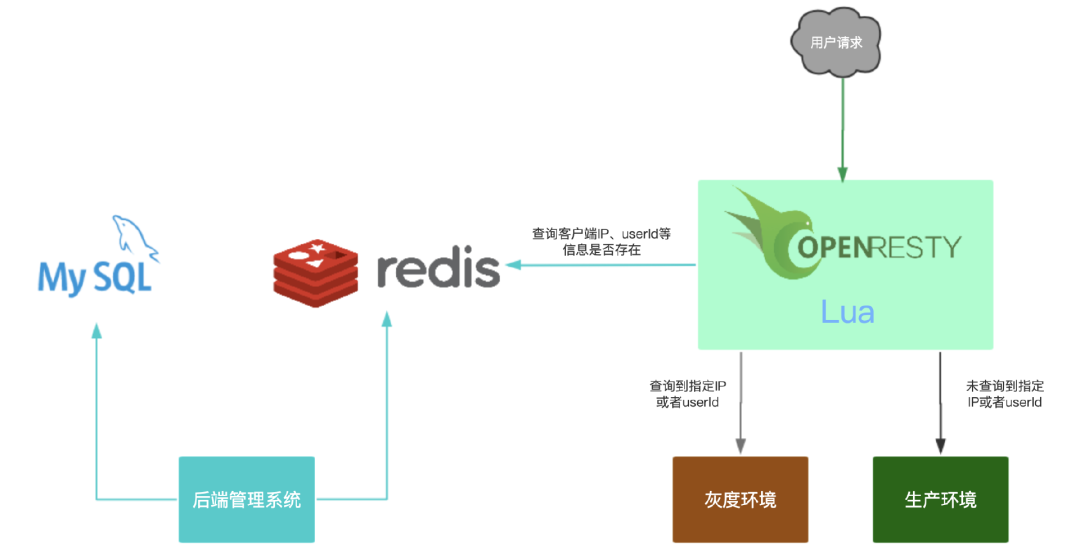 用户请求
OPENRESTY
Lua
查询客户端IP、userId等
信息是否存在
redis
My SQL
查询到指定IP
或者userId
未查询到指定
IP或者userId
后端管理系统
灰度环境
生产环境